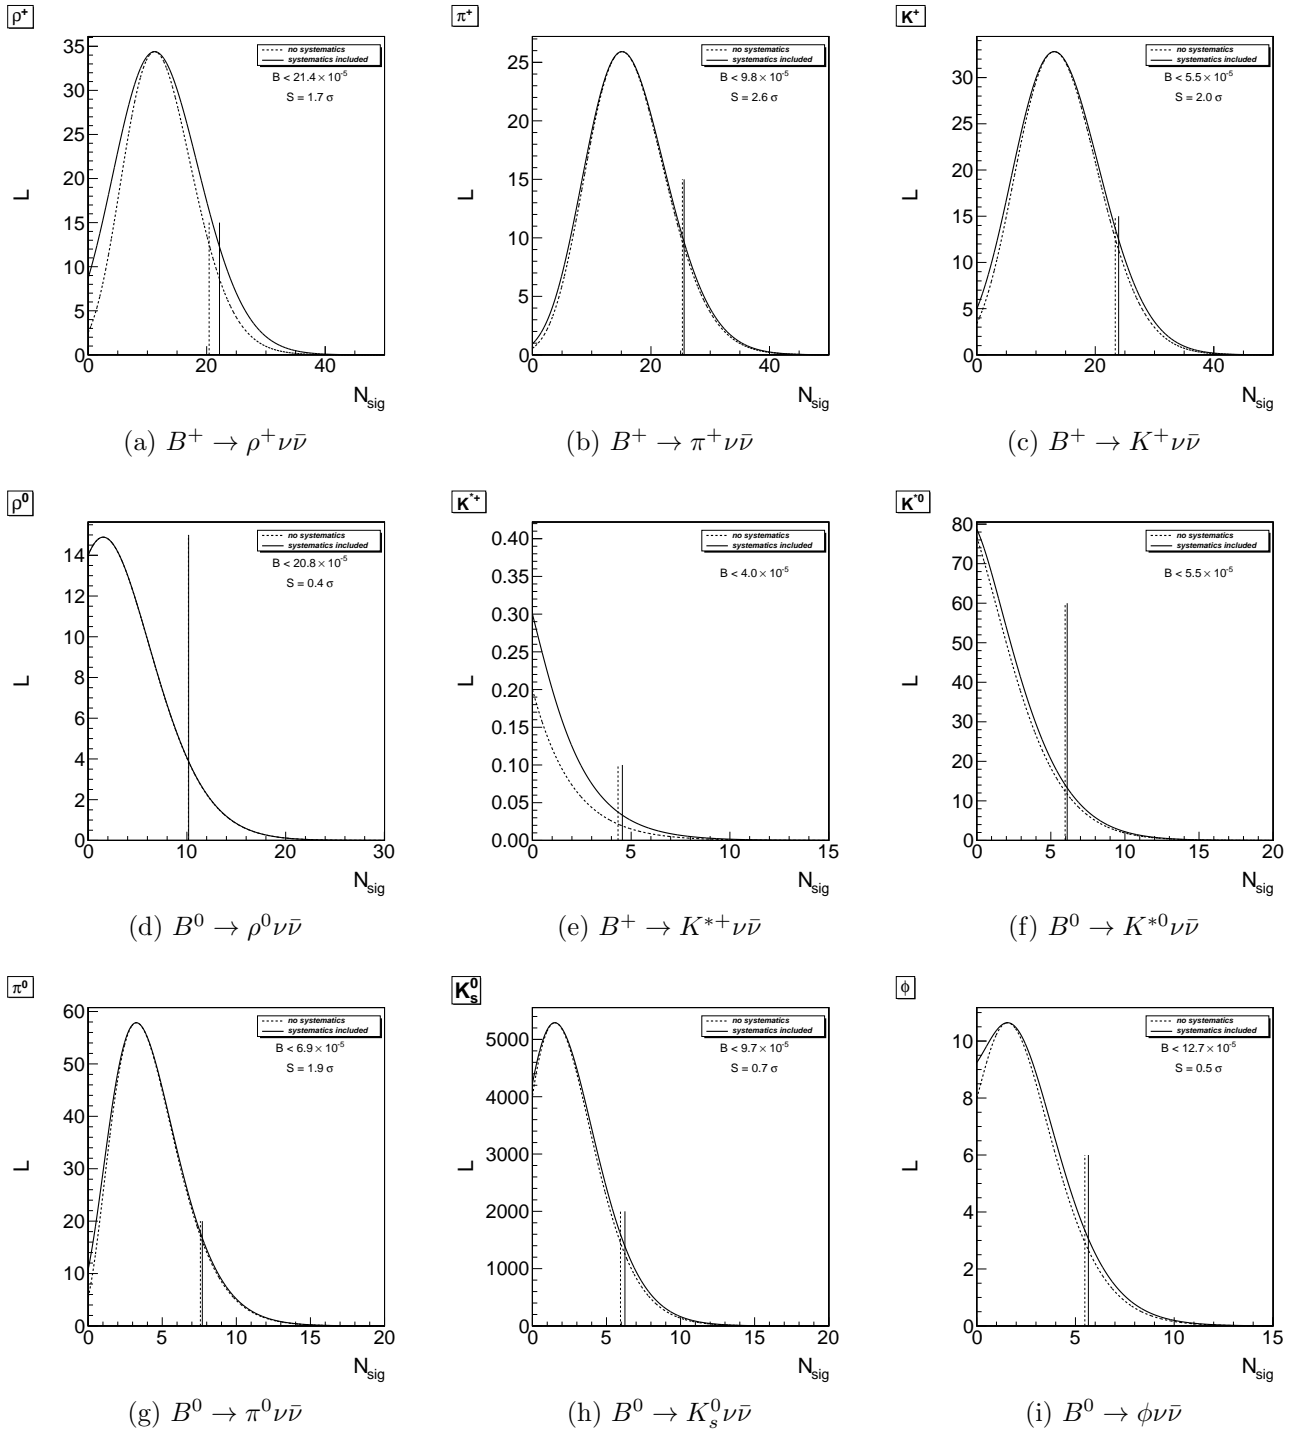 ρ⁺
no systematics
systematics included
B < 21.4 × 10⁻⁵
S = 1.7 σ
35
30
25
20
15
10
5
0
L
0 20 40
N_sig
(a) B⁺ → ρ⁺νν̄
π⁺
no systematics
systematics included
B < 9.8 × 10⁻⁵
S = 2.6 σ
25
20
15
10
5
0
L
0 20 40
N_sig
(b) B⁺ → π⁺νν̄
K⁺
no systematics
systematics included
B < 5.5 × 10⁻⁵
S = 2.0 σ
30
25
20
15
10
5
0
L
0 20 40
N_sig
(c) B⁺ → K⁺νν̄
ρ⁰
no systematics
systematics included
B < 20.8 × 10⁻⁵
S = 0.4 σ
14
12
10
8
6
4
2
0
L
0 10 20 30
N_sig
(d) B⁰ → ρ⁰νν̄
K*⁺
no systematics
systematics included
B < 4.0 × 10⁻⁵
0.40
0.35
0.30
0.25
0.20
0.15
0.10
0.05
0.00
L
0 5 10 15
N_sig
(e) B⁺ → K*⁺νν̄
K*⁰
no systematics
systematics included
B < 5.5 × 10⁻⁵
80
70
60
50
40
30
20
10
0
L
0 5 10 15 20
N_sig
(f) B⁰ → K*⁰νν̄
π⁰
no systematics
systematics included
B < 6.9 × 10⁻⁵
S = 1.9 σ
60
50
40
30
20
10
0
L
0 5 10 15 20
N_sig
(g) B⁰ → π⁰νν̄
K_s⁰
no systematics
systematics included
B < 9.7 × 10⁻⁵
S = 0.7 σ
5000
4000
3000
2000
1000
0
L
0 5 10 15 20
N_sig
(h) B⁰ → K_s⁰νν̄
ϕ
no systematics
systematics included
B < 12.7 × 10⁻⁵
S = 0.5 σ
10
8
6
4
2
0
L
0 5 10 15
N_sig
(i) B⁰ → ϕνν̄